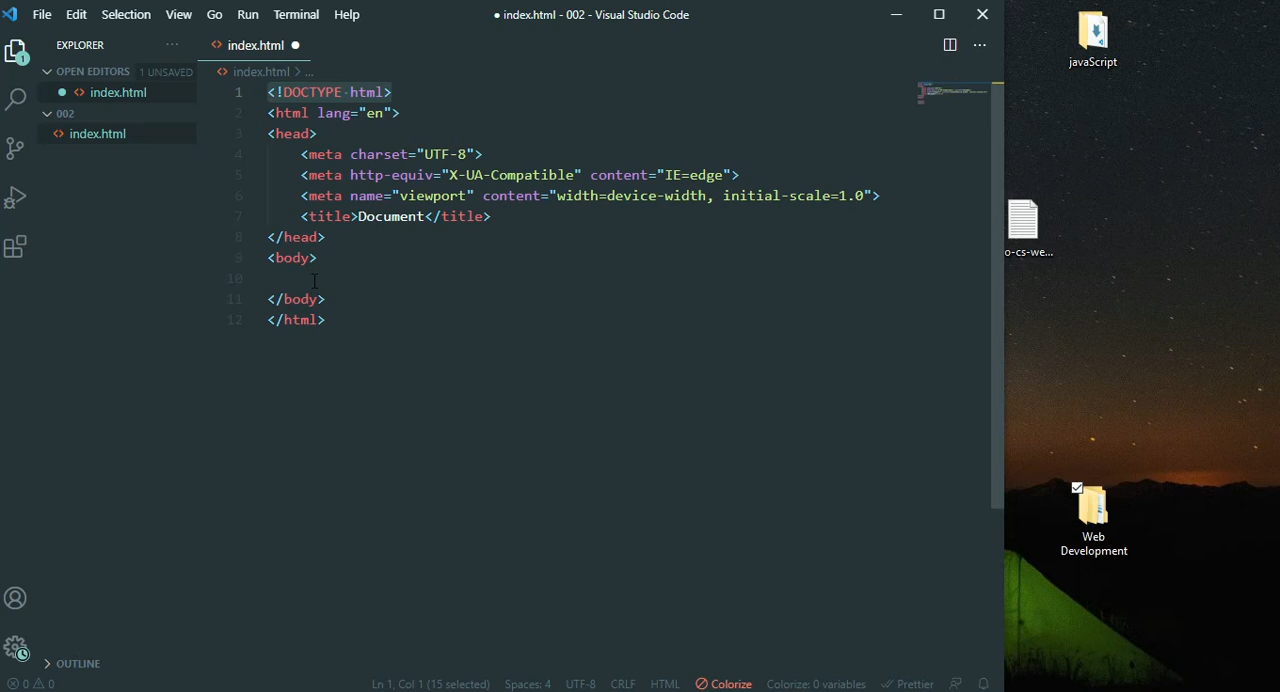 File Edit Selection View Go Run Terminal Help
● index.html - 002 - Visual Studio Code
EXPLORER ...
<> index.html ●
OPEN EDITORS 1 UNSAVED
● <> index.html
002
<> index.html
<> index.html > ...
1 <!DOCTYPE·html>
2 <html lang="en">
3 <head>
4 <meta charset="UTF-8">
5 <meta http-equiv="X-UA-Compatible" content="IE=edge">
6 <meta name="viewport" content="width=device-width, initial-scale=1.0">
7 <title>Document</title>
8 </head>
9 <body>
10
11 </body>
12 </html>
1
OUTLINE
0 0 Ln 1, Col 1 (15 selected) Spaces: 4 UTF-8 CRLF HTML Colorize Colorize: 0 variables Prettier
javaScript
o-cs-we...
Web
Development